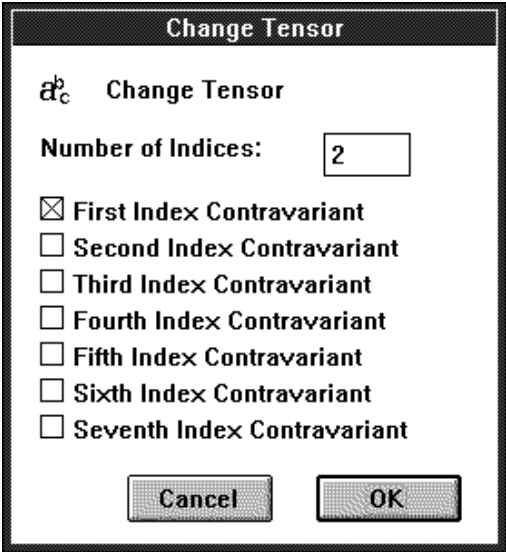 Change Tensor
a b c Change Tensor
Number of Indices: 2
First Index Contravariant
Second Index Contravariant
Third Index Contravariant
Fourth Index Contravariant
Fifth Index Contravariant
Sixth Index Contravariant
Seventh Index Contravariant
Cancel OK